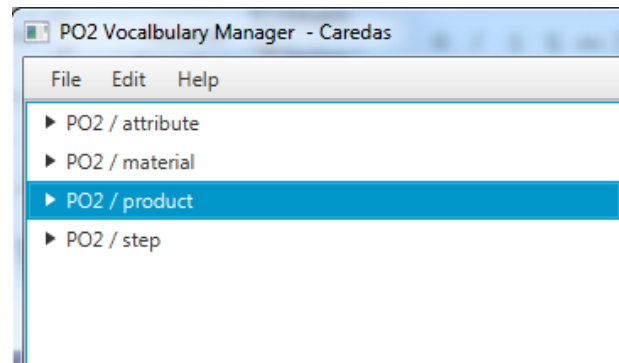 PO2 Vocalbulary Manager - Caredas
File Edit Help
PO2 / attribute
PO2 / material
PO2 / product
PO2 / step